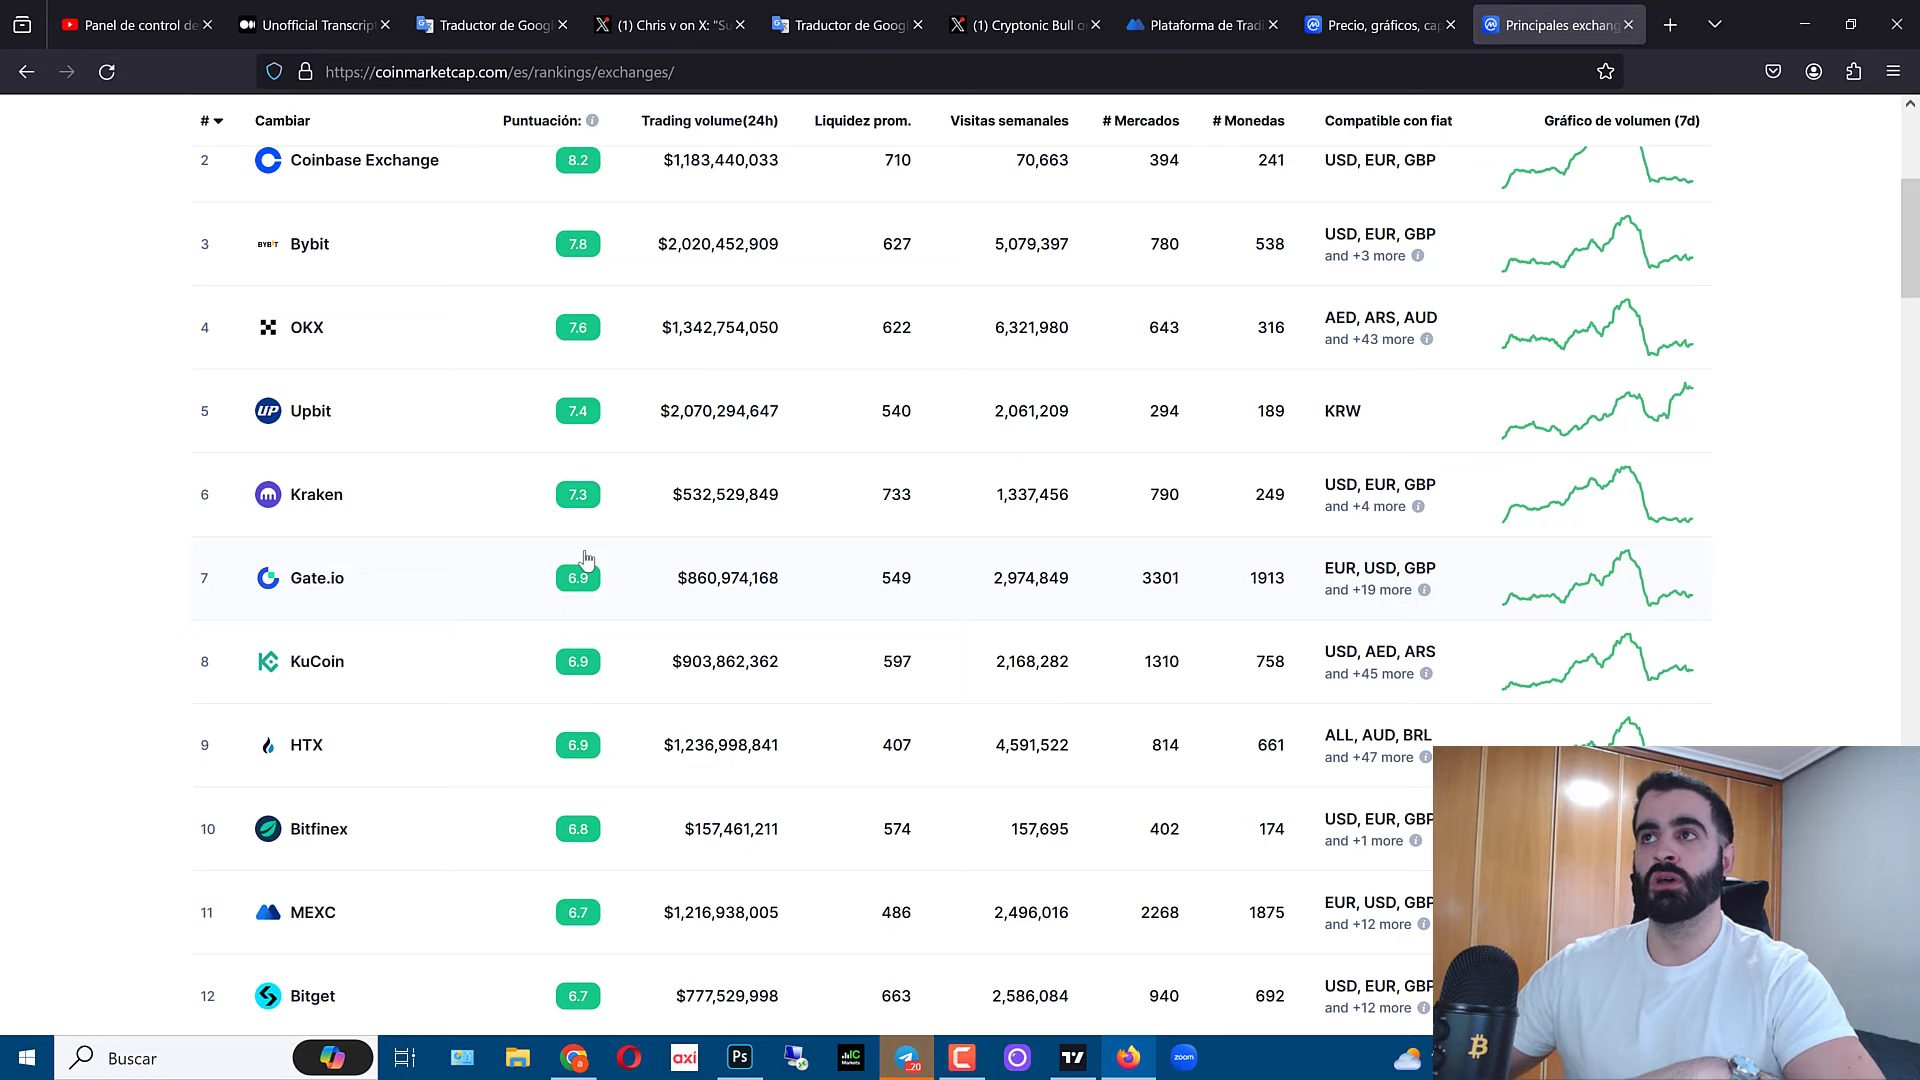 Panel de control de
Unofficial Transcript
Traductor de Googl
(1) Chris v on X: "Su
Traductor de Googl
(1) Cryptonic Bull o
Plataforma de Tradi
Precio, gráficos, cap
Principales exchang
https://coinmarketcap.com/es/rankings/exchanges/
# Cambiar Puntuación: Trading volume(24h) Liquidez prom. Visitas semanales # Mercados # Monedas Compatible con fiat Gráfico de volumen (7d)
2 Coinbase Exchange 8.2 $1,183,440,033 710 70,663 394 241 USD, EUR, GBP
3 BYBIT Bybit 7.8 $2,020,452,909 627 5,079,397 780 538 USD, EUR, GBP
and +3 more
4 OKX 7.6 $1,342,754,050 622 6,321,980 643 316 AED, ARS, AUD
and +43 more
5 UP Upbit 7.4 $2,070,294,647 540 2,061,209 294 189 KRW
6 Kraken 7.3 $532,529,849 733 1,337,456 790 249 USD, EUR, GBP
and +4 more
7 Gate.io 6.9 $860,974,168 549 2,974,849 3301 1913 EUR, USD, GBP
and +19 more
8 KuCoin 6.9 $903,862,362 597 2,168,282 1310 758 USD, AED, ARS
and +45 more
9 HTX 6.9 $1,236,998,841 407 4,591,522 814 661 ALL, AUD, BRL
and +47 more
10 Bitfinex 6.8 $157,461,211 574 157,695 402 174 USD, EUR, GBP
and +1 more
11 MEXC 6.7 $1,216,938,005 486 2,496,016 2268 1875 EUR, USD, GBP
and +12 more
12 Bitget 6.7 $777,529,998 663 2,586,084 940 692 USD, EUR, GBP
and +12 more
Buscar
axi
Ps
IC
Markets
20
zoom